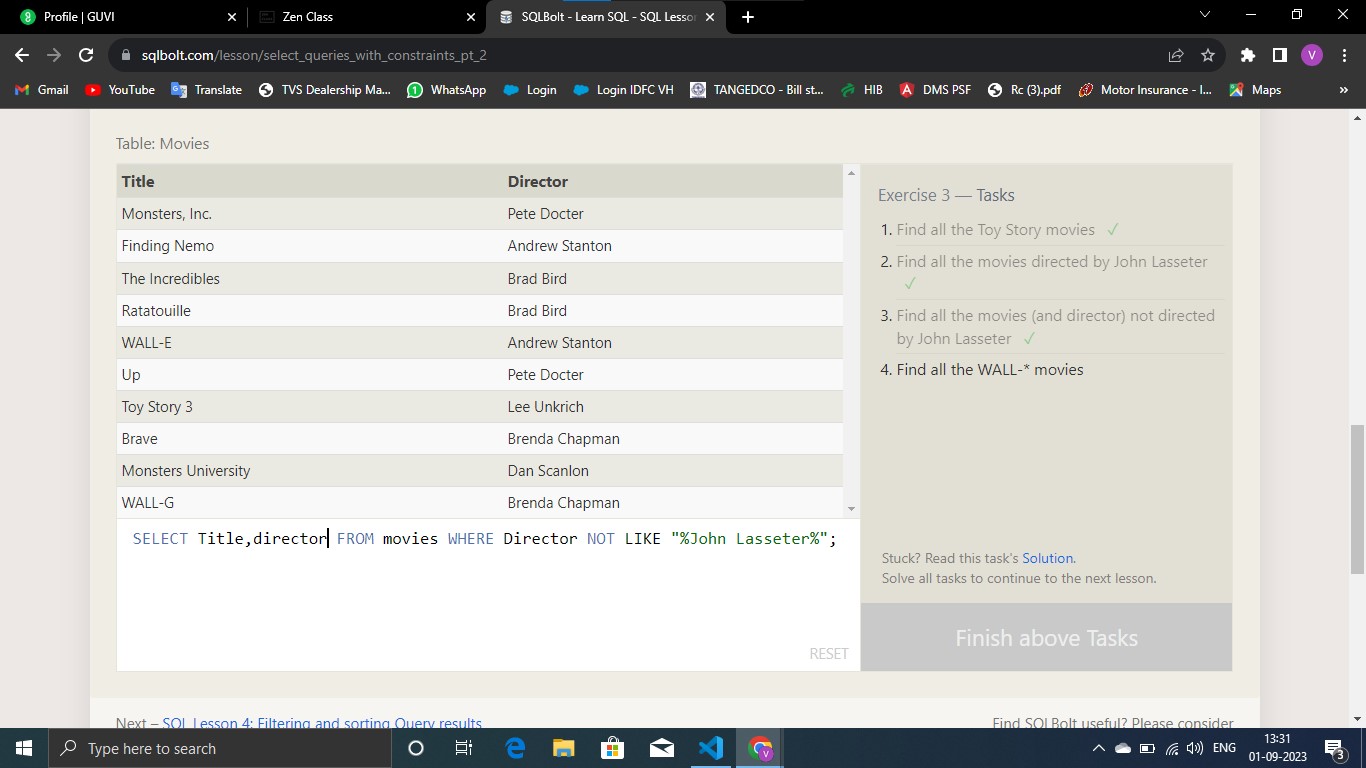 Profile | GUVI
Zen Class
SQLBolt - Learn SQL - SQL Lesson
sqlbolt.com/lesson/select_queries_with_constraints_pt_2
V
Gmail YouTube Translate TVS Dealership Ma... WhatsApp Login Login IDFC VH TANGEDCO - Bill st... HIB DMS PSF Rc (3).pdf Motor Insurance - I... Maps »
Table: Movies
Title Director
Monsters, Inc. Pete Docter
Finding Nemo Andrew Stanton
The Incredibles Brad Bird
Ratatouille Brad Bird
WALL-E Andrew Stanton
Up Pete Docter
Toy Story 3 Lee Unkrich
Brave Brenda Chapman
Monsters University Dan Scanlon
WALL-G Brenda Chapman
SELECT Title,director FROM movies WHERE Director NOT LIKE "%John Lasseter%";
RESET
Exercise 3 — Tasks
1. Find all the Toy Story movies ✓
2. Find all the movies directed by John Lasseter
✓
3. Find all the movies (and director) not directed
by John Lasseter ✓
4. Find all the WALL-* movies
Stuck? Read this task's Solution.
Solve all tasks to continue to the next lesson.
Finish above Tasks
Next – SQL Lesson 4: Filtering and sorting Query results
Find SQLBolt useful? Please consider
Type here to search
V
ENG
13:31
01-09-2023
3